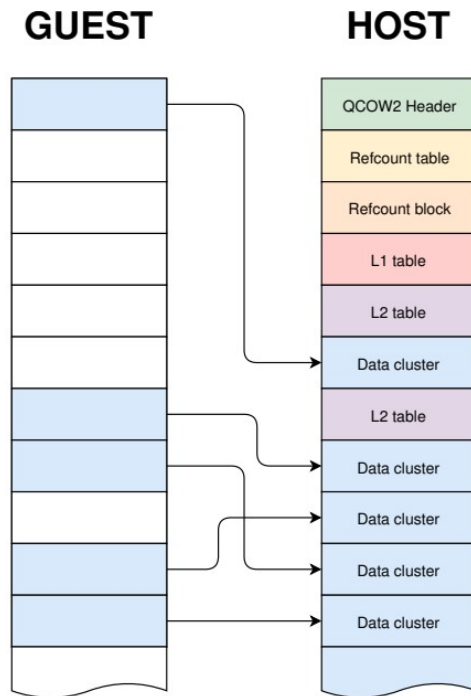 GUEST
HOST
QCOW2 Header
Refcount table
Refcount block
L1 table
L2 table
Data cluster
L2 table
Data cluster
Data cluster
Data cluster
Data cluster